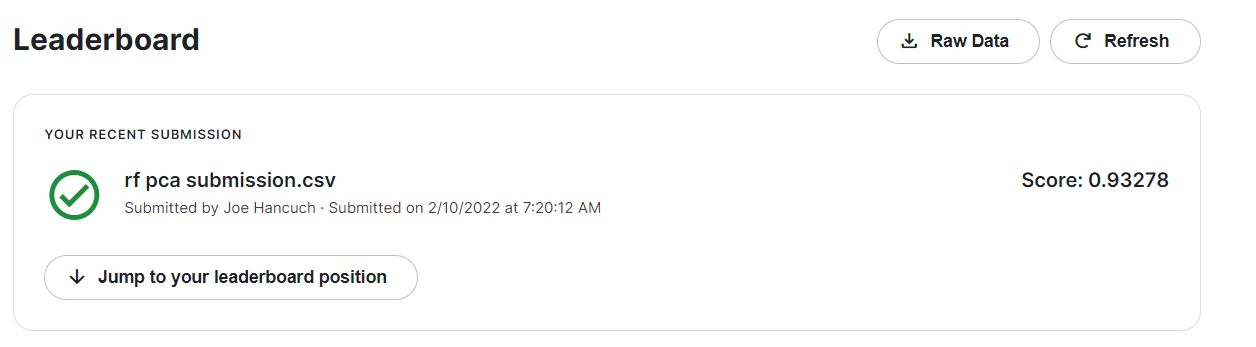 Leaderboard
Raw Data
Refresh
YOUR RECENT SUBMISSION
rf pca submission.csv
Score: 0.93278
Submitted by Joe Hancuch · Submitted on 2/10/2022 at 7:20:12 AM
Jump to your leaderboard position